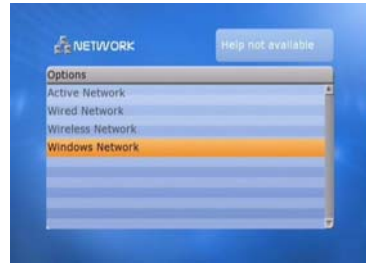 NETWORK
Help not available
Options
Active Network
Wired Network
Wireless Network
Windows Network